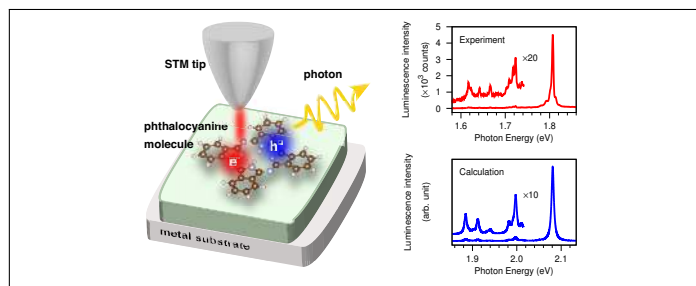 STM tip
photon
phthalocyanine
molecule
e-
h+
metal substrate
Luminescence intensity
(×10³ counts)
5
4
3
2
1
0
Experiment
×20
1.6
1.7
1.8
Photon Energy (eV)
Luminescence intensity
(arb. unit)
Calculation
×10
1.9
2.0
2.1
Photon Energy (eV)